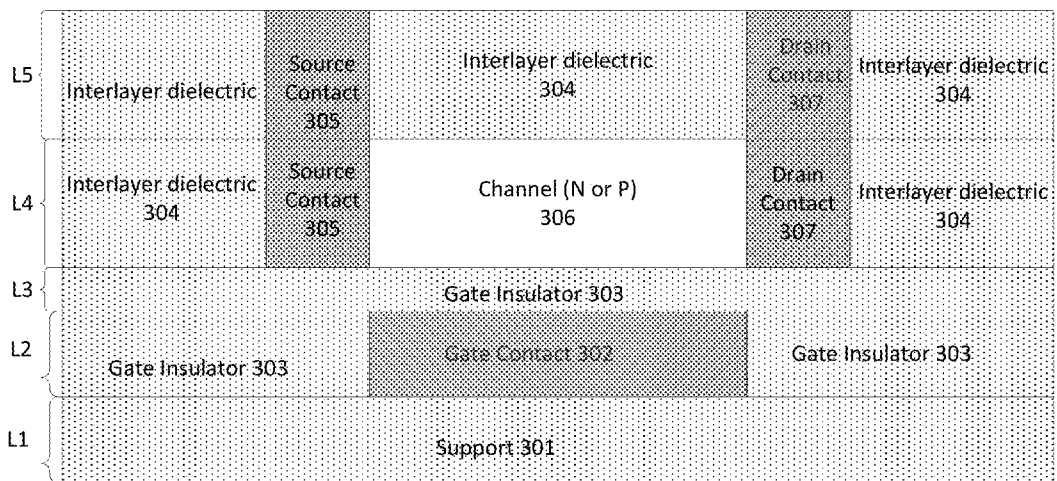 L5
Interlayer dielectric
Source
Contact
305
Interlayer dielectric
304
Drain
Contact
307
Interlayer dielectric
304
L4
Interlayer dielectric
304
Source
Contact
305
Channel (N or P)
306
Drain
Contact
307
Interlayer dielectric
304
L3
Gate Insulator 303
L2
Gate Insulator 303
Gate Contact 302
Gate Insulator 303
L1
Support 301